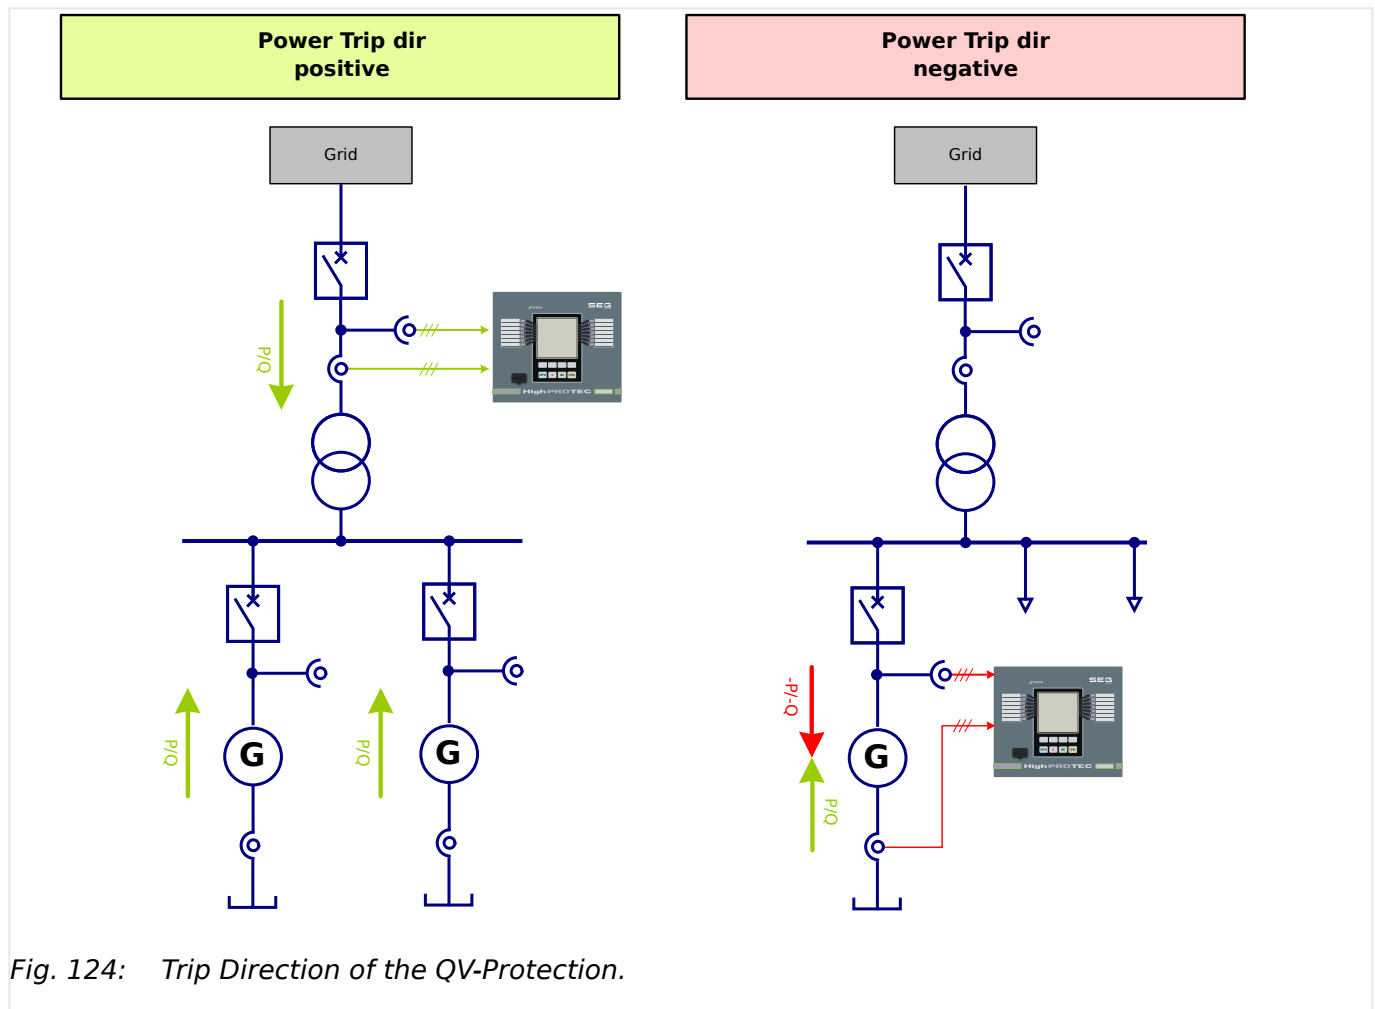 Power Trip dir
positive
Power Trip dir
negative
Grid
Grid
P/Q
SEG
HighPROTEC
P/Q
P/Q
G
G
-P/-Q
P/Q
G
SEG
HighPROTEC
Fig. 124: Trip Direction of the QV-Protection.